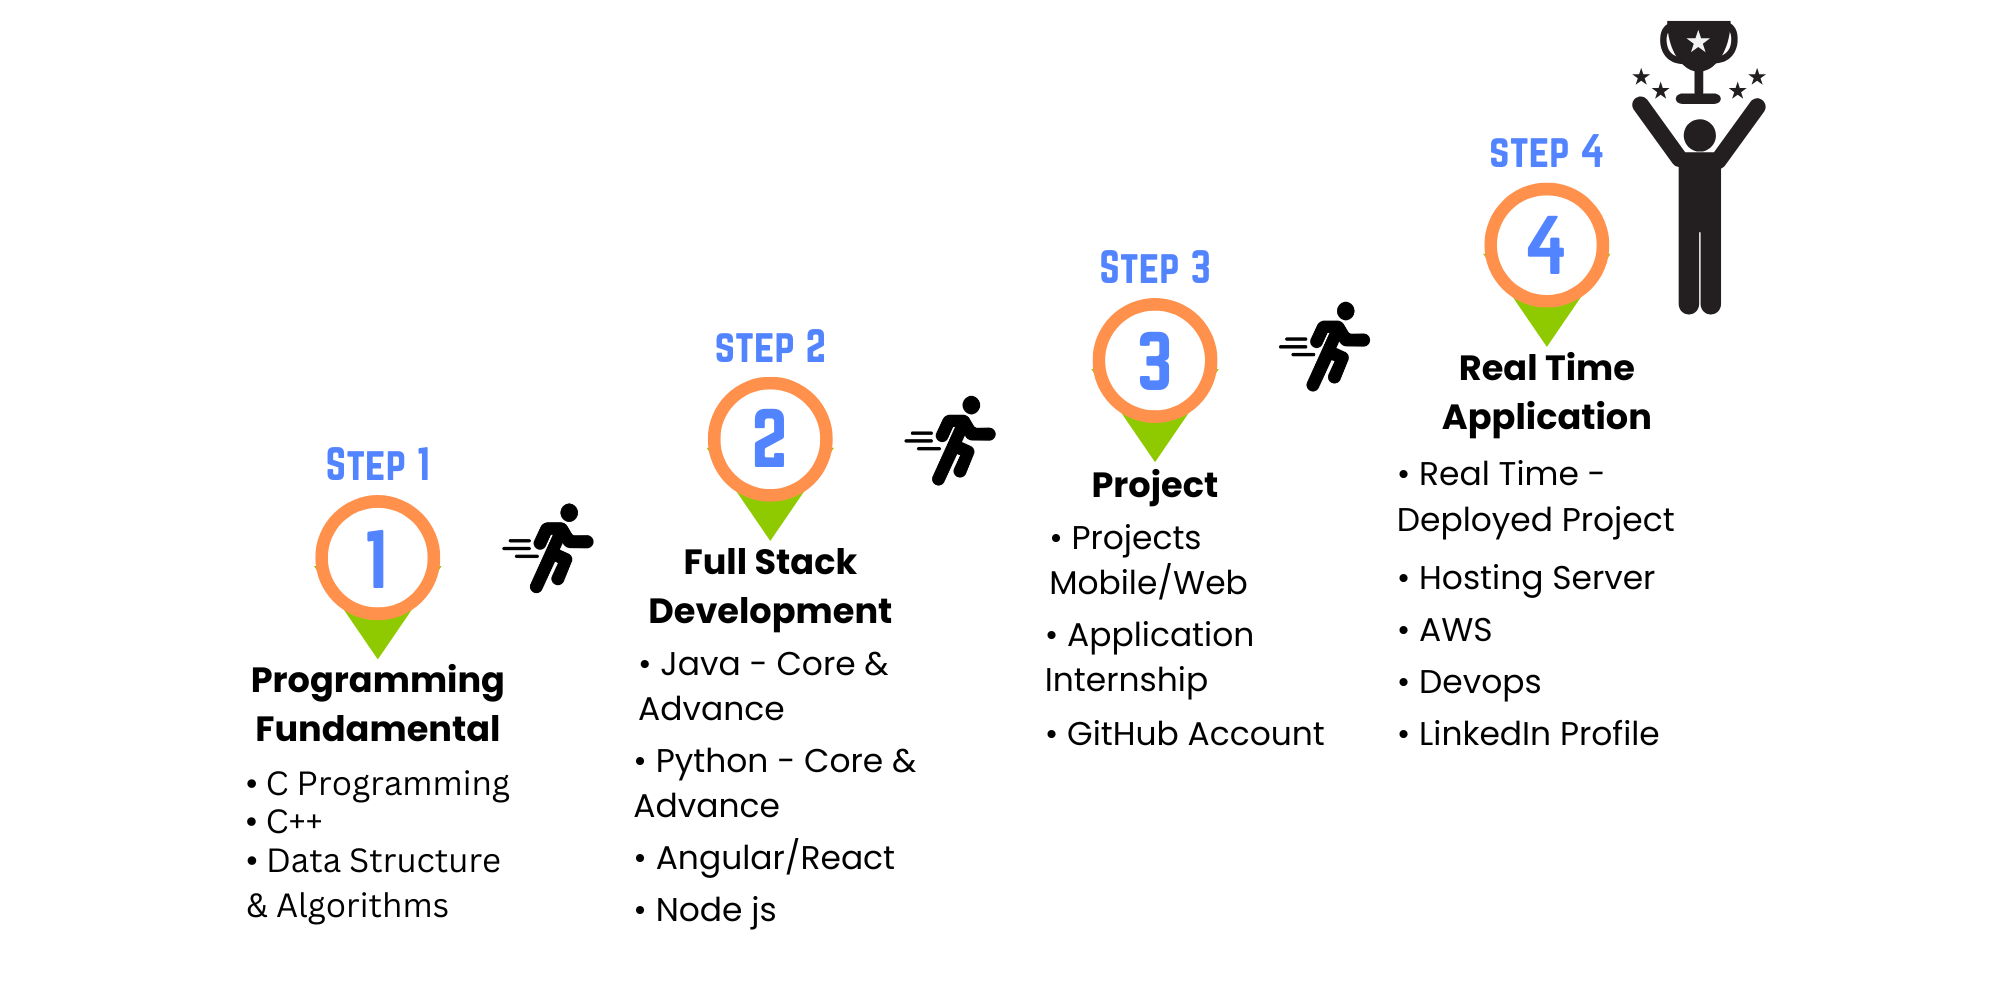 STEP 1
1
Programming
Fundamental
• C Programming
• C++
• Data Structure
& Algorithms
STEP 2
2
Full Stack
Development
• Java - Core &
Advance
• Python - Core &
Advance
• Angular/React
• Node js
STEP 3
3
Project
• Projects
Mobile/Web
• Application
Internship
• GitHub Account
STEP 4
4
Real Time
Application
• Real Time -
Deployed Project
• Hosting Server
• AWS
• Devops
• LinkedIn Profile